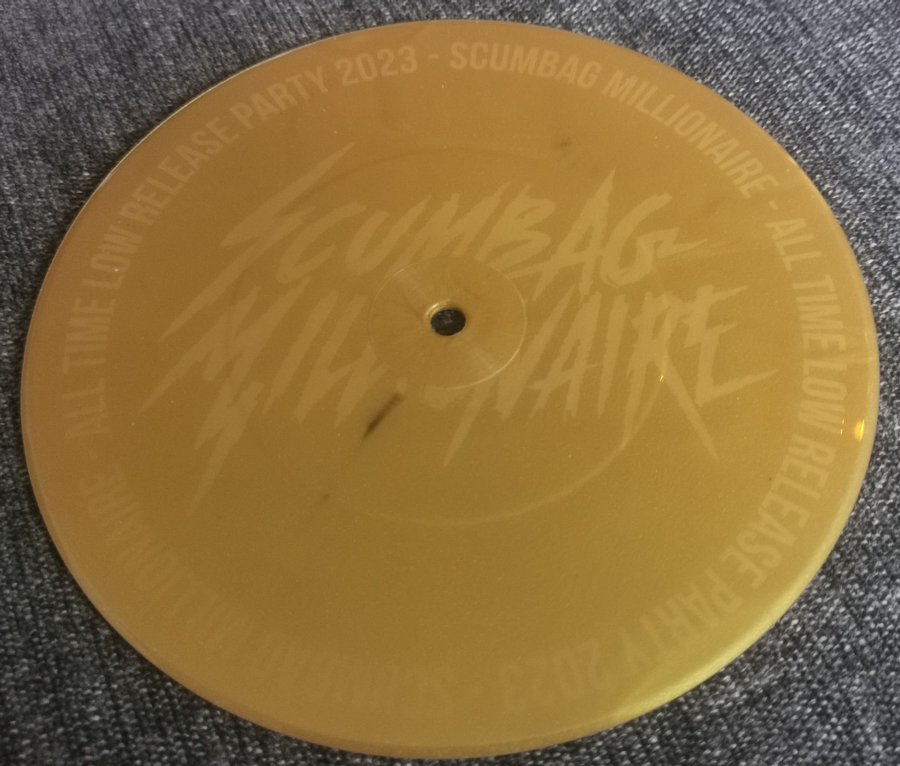 SCUMBAG MILLIONAIRE - ALL TIME LOW RELEASE PARTY 2023 - SCUMBAG MILLIONAIRE - ALL TIME LOW RELEASE PARTY 2023 -
SCUMBAG
MILLIONAIRE